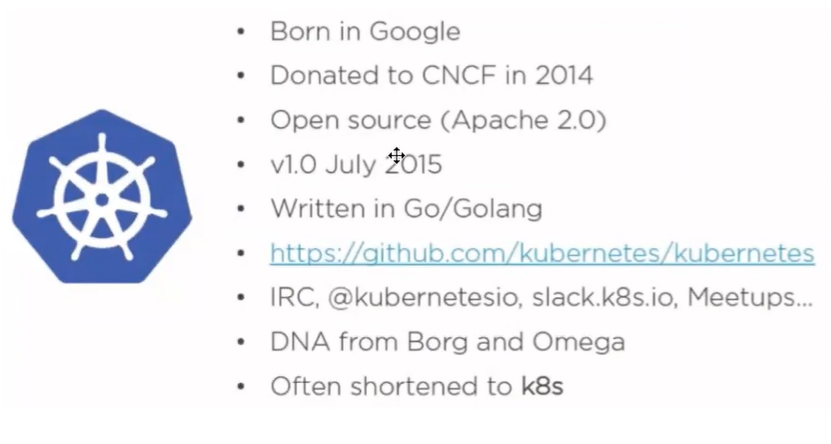 • Born in Google
• Donated to CNCF in 2014
• Open source (Apache 2.0)
• v1.0 July 2015
• Written in Go/Golang
• https://github.com/kubernetes/kubernetes
• IRC, @kubernetesio, slack.k8s.io, Meetups...
• DNA from Borg and Omega
• Often shortened to k8s